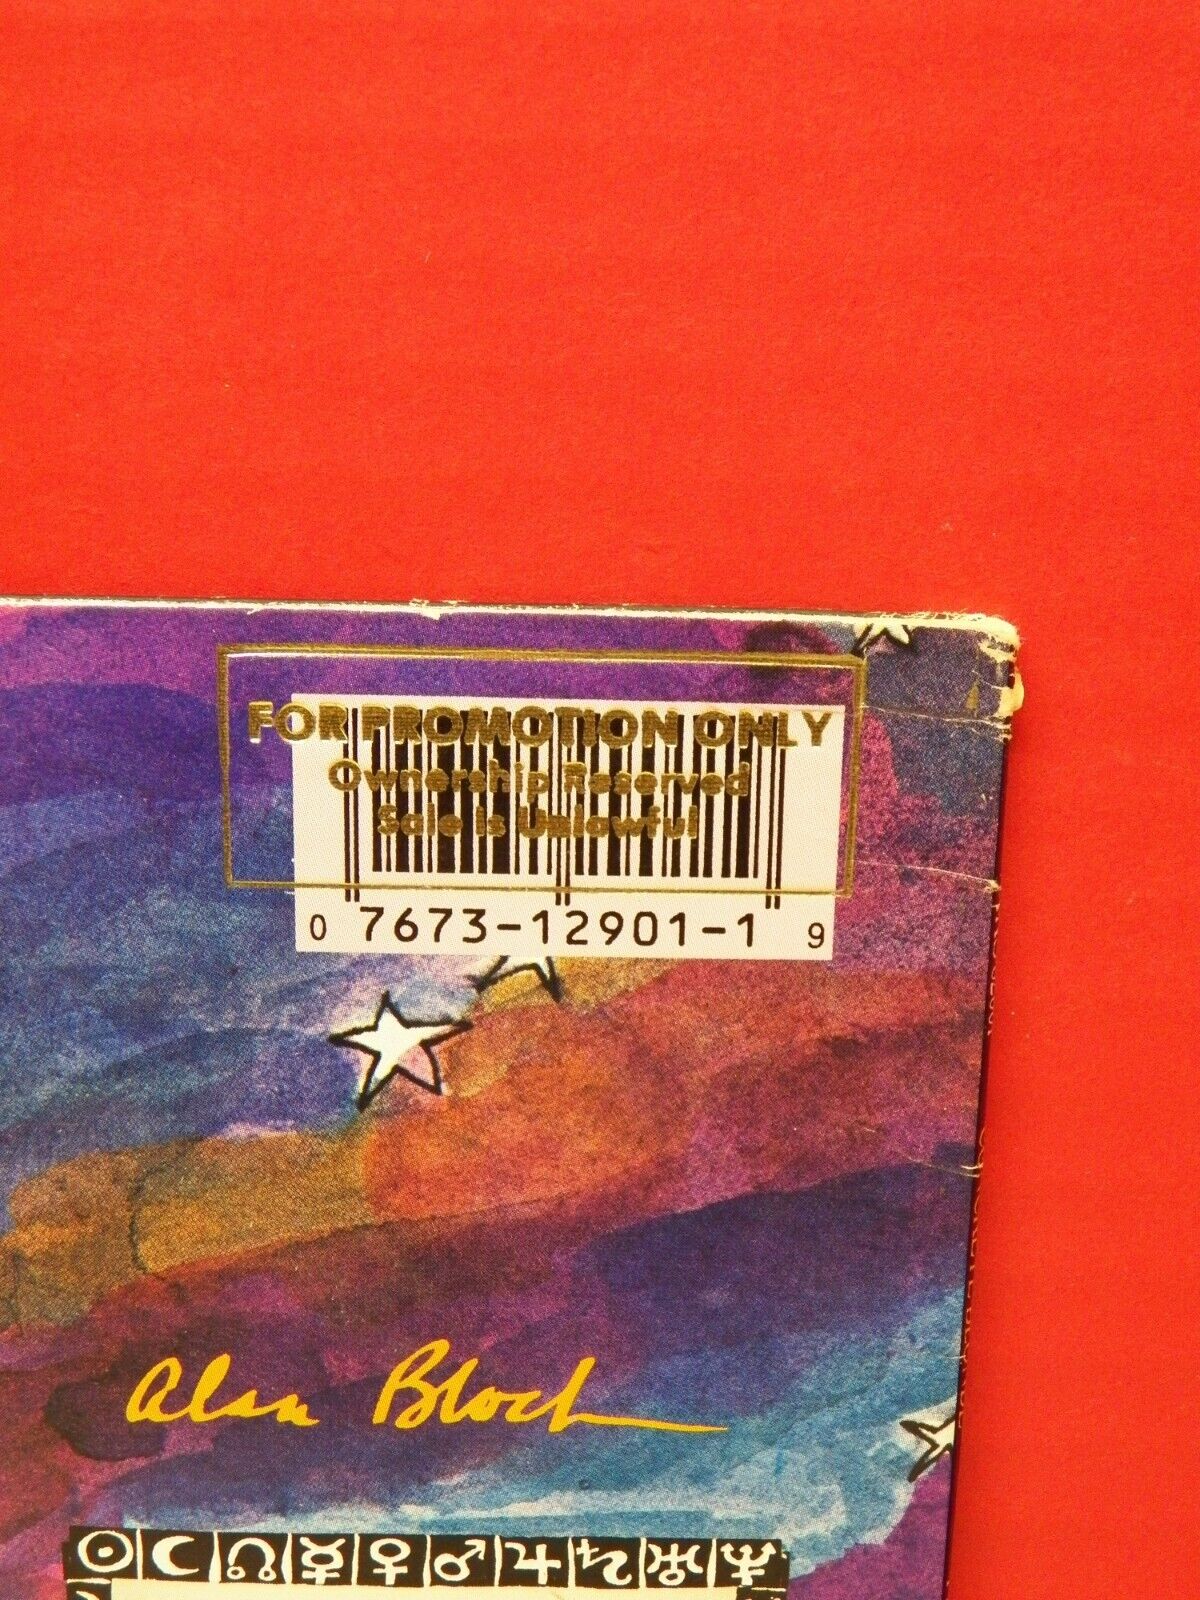 FOR PROMOTION ONLY
Ownership Reserved
Sale Is Unlawful
0 7673-12901-1 9
Alan Bloch